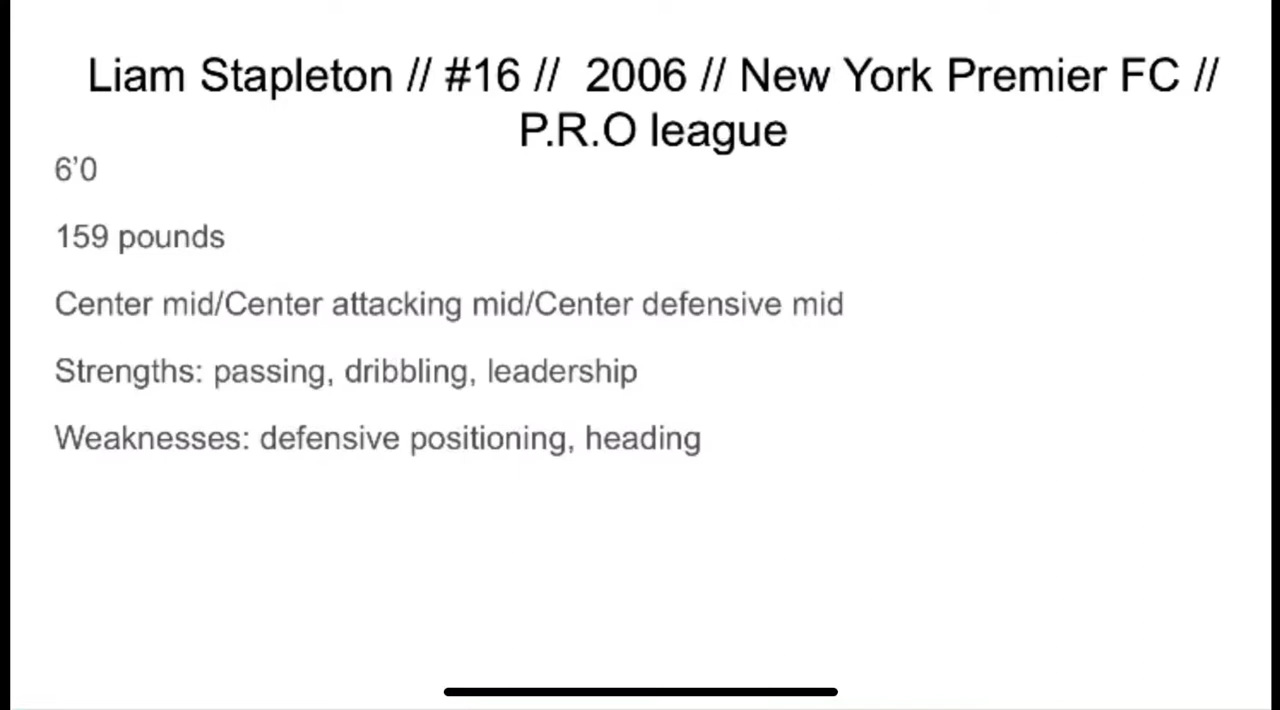 Liam Stapleton // #16 //  2006 // New York Premier FC //
P.R.O league
6’0
159 pounds
Center mid/Center attacking mid/Center defensive mid
Strengths: passing, dribbling, leadership
Weaknesses: defensive positioning, heading